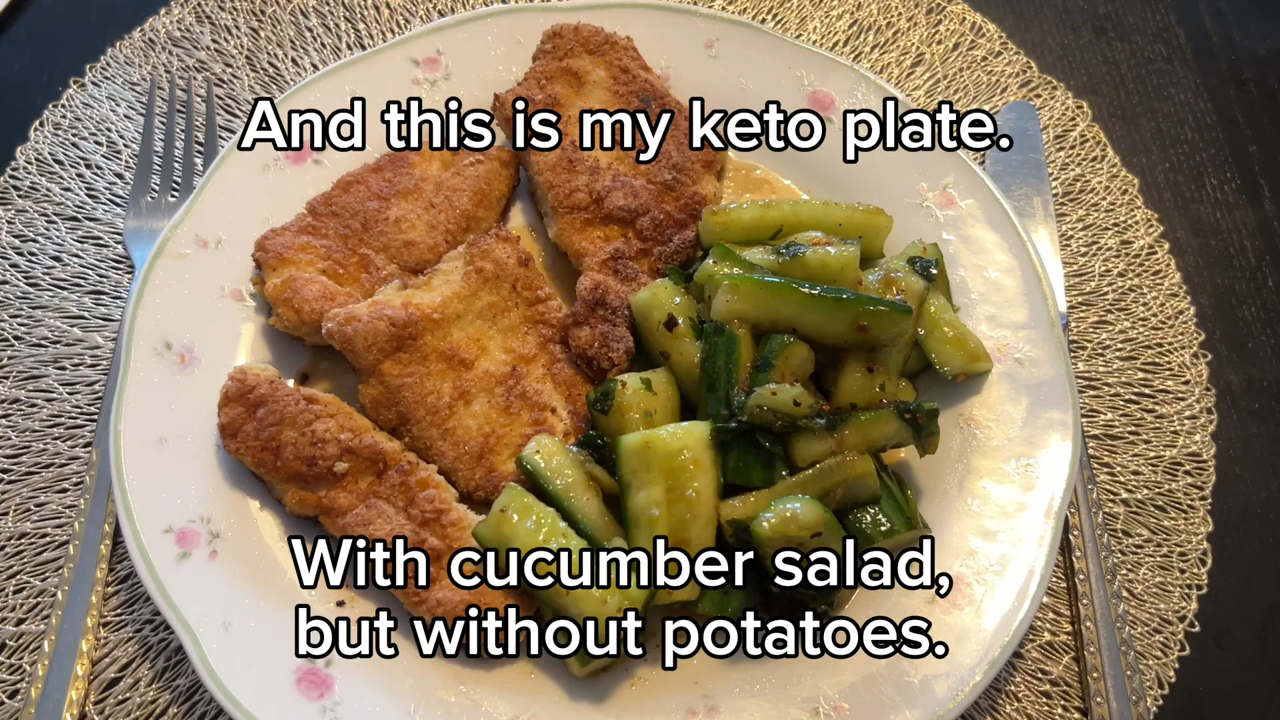 And this is my keto plate.
With cucumber salad,
but without potatoes.